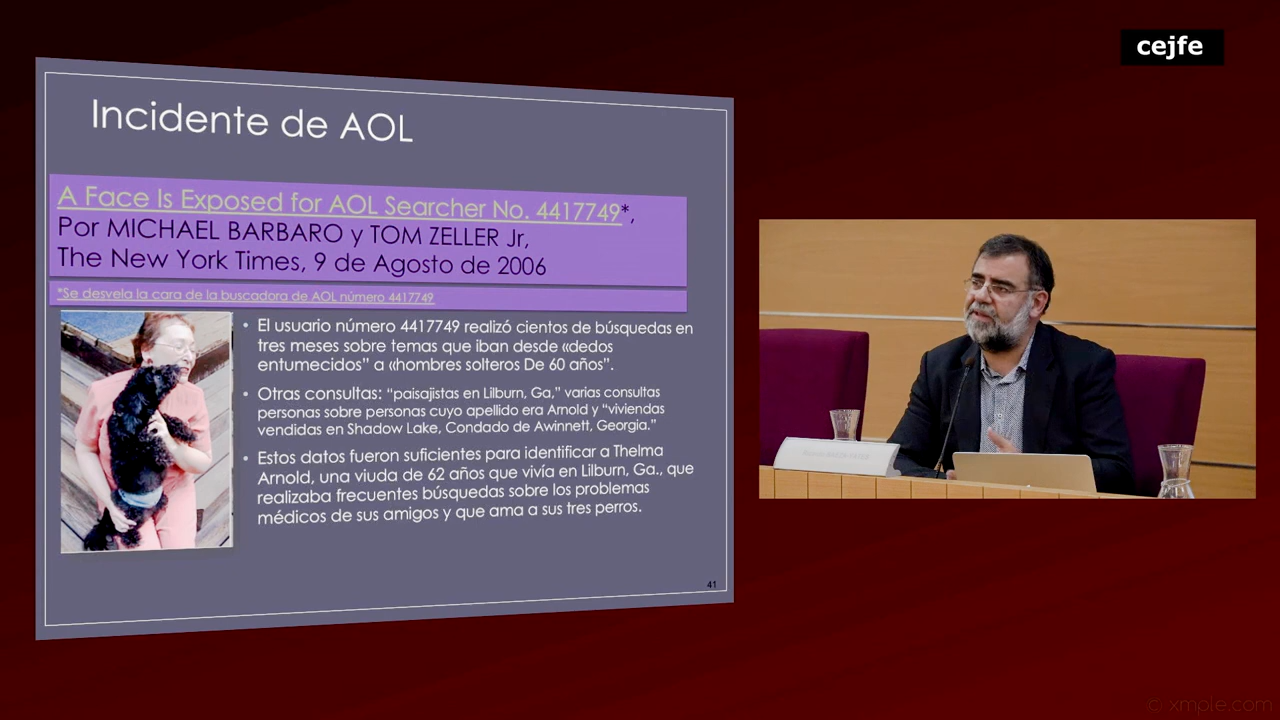 cejfe
Incidente de AOL
A Face Is Exposed for AOL Searcher No. 4417749*,
Por MICHAEL BARBARO y TOM ZELLER Jr,
The New York Times, 9 de Agosto de 2006
*Se desvela la cara de la buscadora de AOL número 4417749
• El usuario número 4417749 realizó cientos de búsquedas en
tres meses sobre temas que iban desde «dedos
entumecidos” a «hombres solteros De 60 años”.
• Otras consultas: “paisajistas en Lilburn, Ga,” varias consultas
personas sobre personas cuyo apellido era Arnold y “viviendas
vendidas en Shadow Lake, Condado de Awinnett, Georgia.”
• Estos datos fueron suficientes para identificar a Thelma
Arnold, una viuda de 62 años que vivía en Lilburn, Ga., que
realizaba frecuentes búsquedas sobre los problemas
médicos de sus amigos y que ama a sus tres perros.
41
© xmple.com